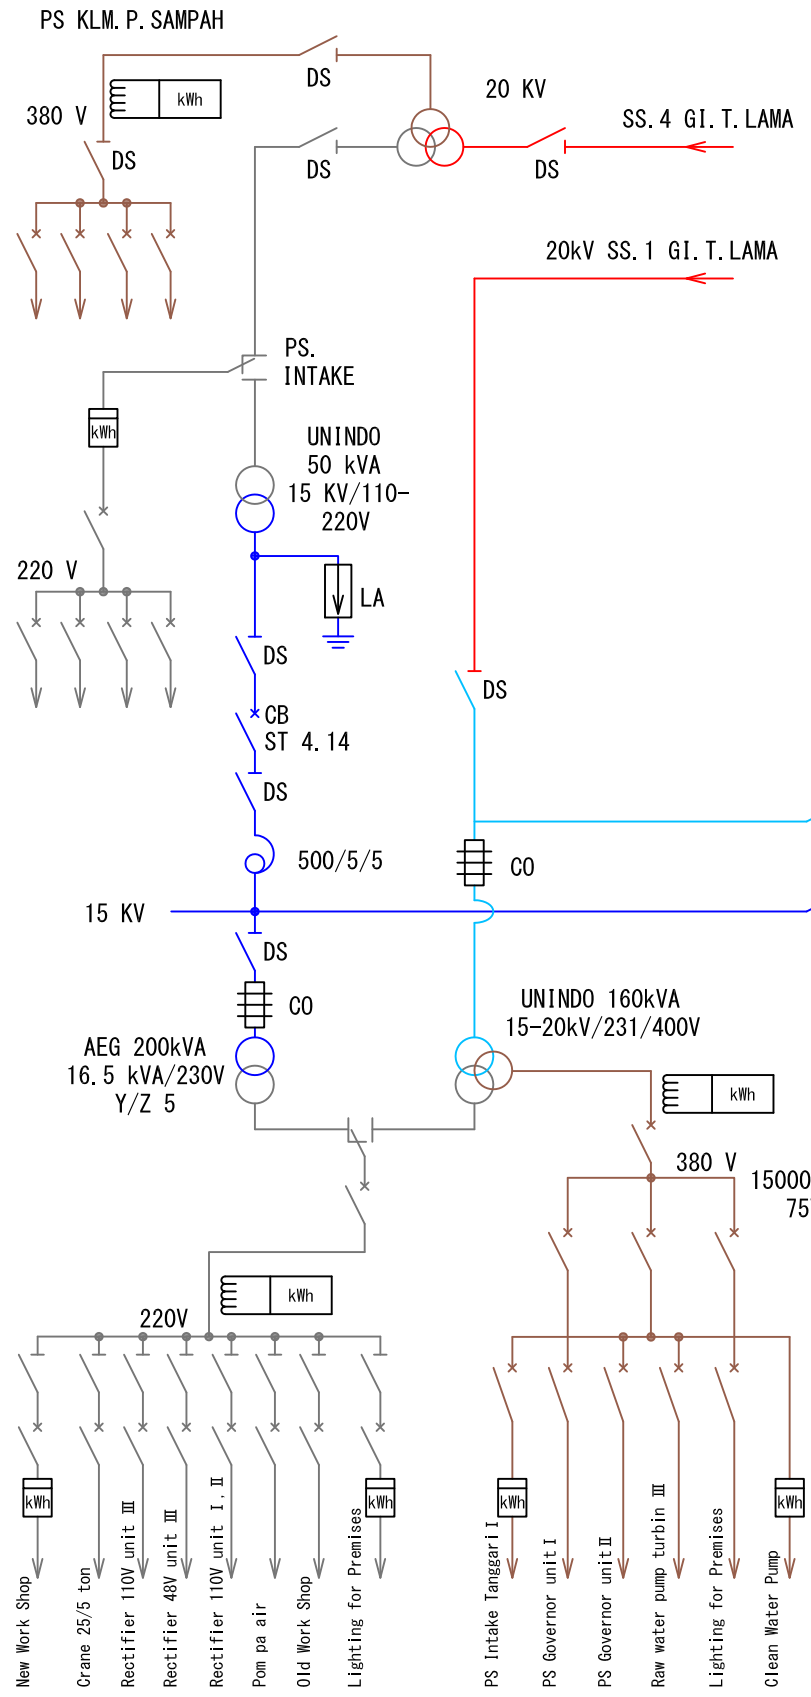 PS KLM.P.SAMPAH
DS
20 KV
kWh
380 V
SS.4 GI.T.LAMA
DS
DS
DS
20kV SS.1 GI.T.LAMA
PS.
INTAKE
kWh
UNINDO
50 kVA
15 KV/110-
220V
220 V
LA
DS
DS
CB
ST 4.14
DS
500/5/5
CO
15 KV
DS
CO
UNINDO 160kVA
15-20kV/231/400V
AEG 200kVA
16.5 kVA/230V
Y/Z 5
kWh
380 V
15000
75
kWh
220V
kWh
kWh
kWh
kWh
New Work Shop
Crane 25/5 ton
Rectifier 110V unit Ⅲ
Rectifier 48V unit Ⅲ
Rectifier 110V unit Ⅰ,Ⅱ
Pom pa air
Old Work Shop
Lighting for Premises
PS Intake Tanggari Ⅰ
PS Governor unit Ⅰ
PS Governor unit Ⅱ
Raw water pump turbin Ⅲ
Lighting for Premises
Clean Water Pump